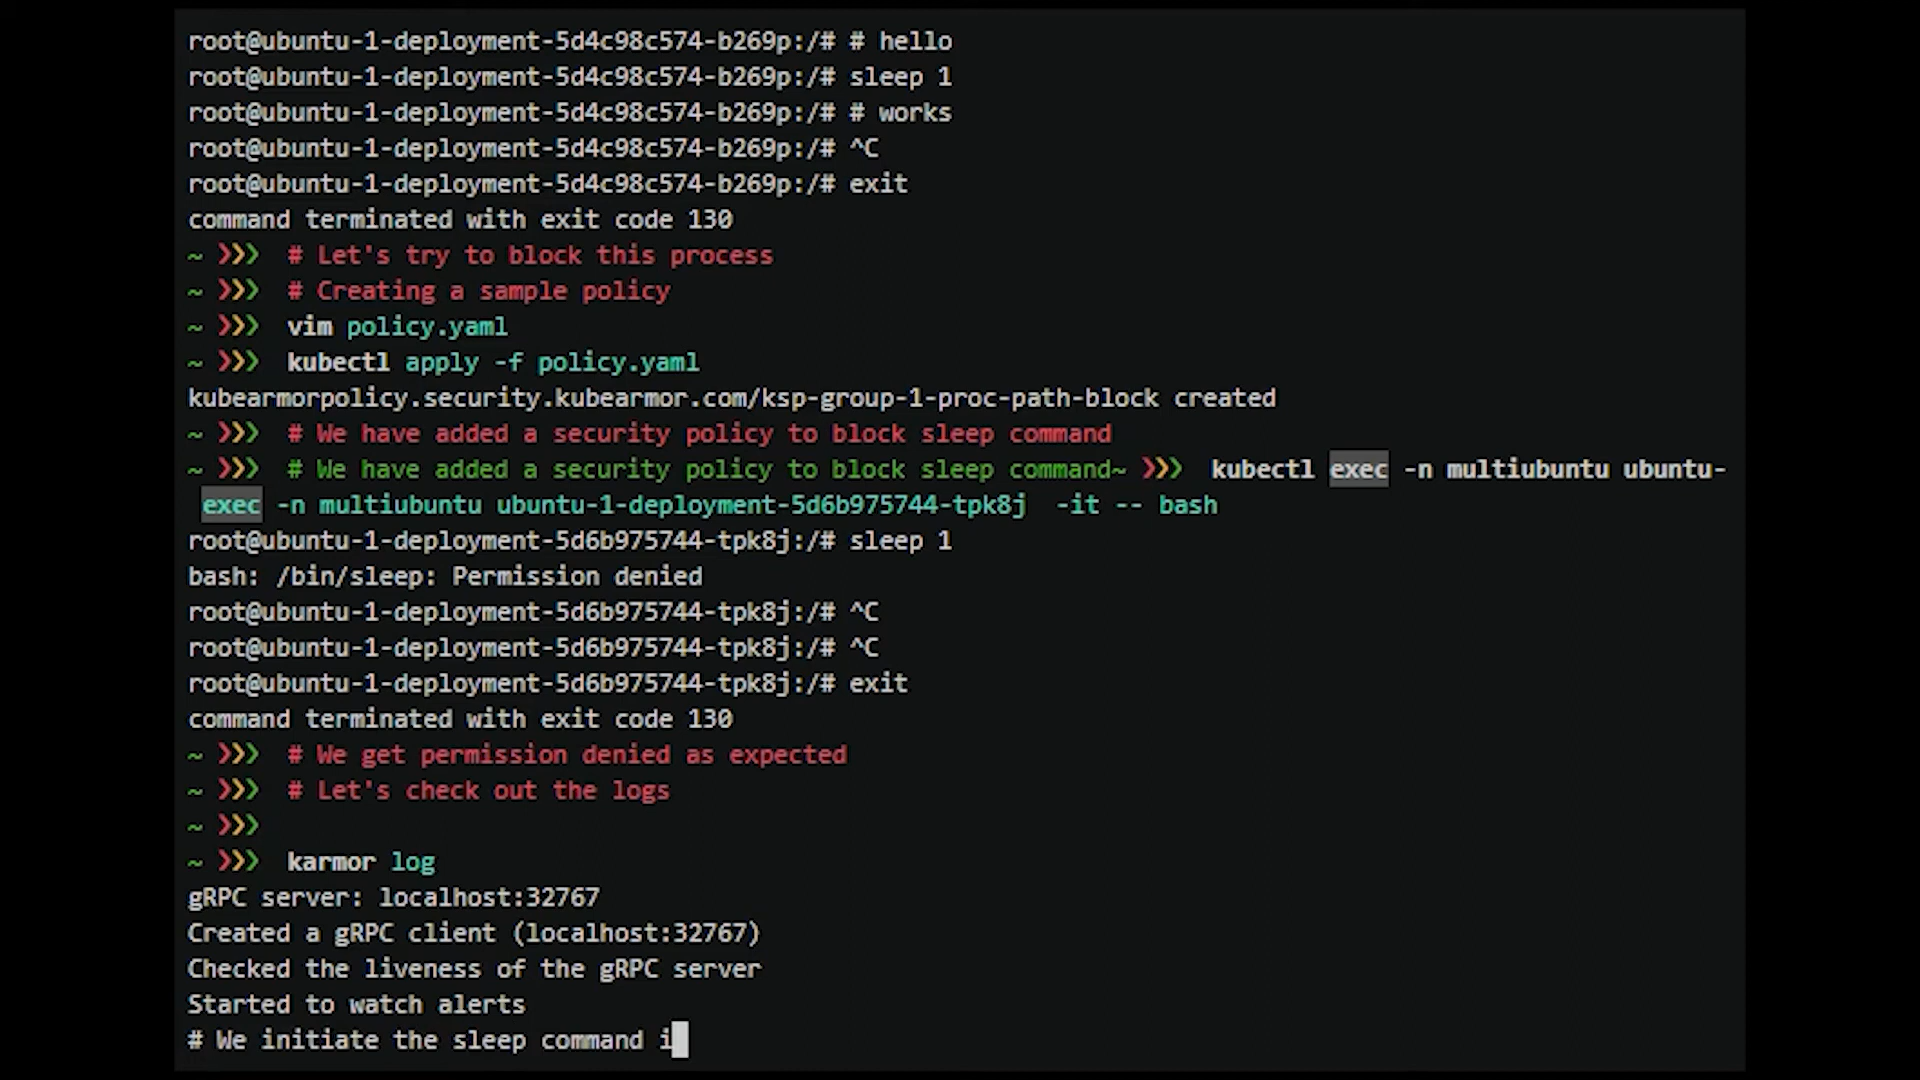 root@ubuntu-1-deployment-5d4c98c574-b269p:/# # hello
root@ubuntu-1-deployment-5d4c98c574-b269p:/# sleep 1
root@ubuntu-1-deployment-5d4c98c574-b269p:/# # works
root@ubuntu-1-deployment-5d4c98c574-b269p:/# ^C
root@ubuntu-1-deployment-5d4c98c574-b269p:/# exit
command terminated with exit code 130
~ ❯❯❯ # Let's try to block this process
~ ❯❯❯ # Creating a sample policy
~ ❯❯❯ vim policy.yaml
~ ❯❯❯ kubectl apply -f policy.yaml
kubearmorpolicy.security.kubearmor.com/ksp-group-1-proc-path-block created
~ ❯❯❯ # We have added a security policy to block sleep command
~ ❯❯❯ # We have added a security policy to block sleep command~ ❯❯❯ kubectl exec -n multiubuntu ubuntu-
exec -n multiubuntu ubuntu-1-deployment-5d6b975744-tpk8j -it -- bash
root@ubuntu-1-deployment-5d6b975744-tpk8j:/# sleep 1
bash: /bin/sleep: Permission denied
root@ubuntu-1-deployment-5d6b975744-tpk8j:/# ^C
root@ubuntu-1-deployment-5d6b975744-tpk8j:/# ^C
root@ubuntu-1-deployment-5d6b975744-tpk8j:/# exit
command terminated with exit code 130
~ ❯❯❯ # We get permission denied as expected
~ ❯❯❯ # Let's check out the logs
~ ❯❯❯
~ ❯❯❯ karmor log
gRPC server: localhost:32767
Created a gRPC client (localhost:32767)
Checked the liveness of the gRPC server
Started to watch alerts
# We initiate the sleep command i